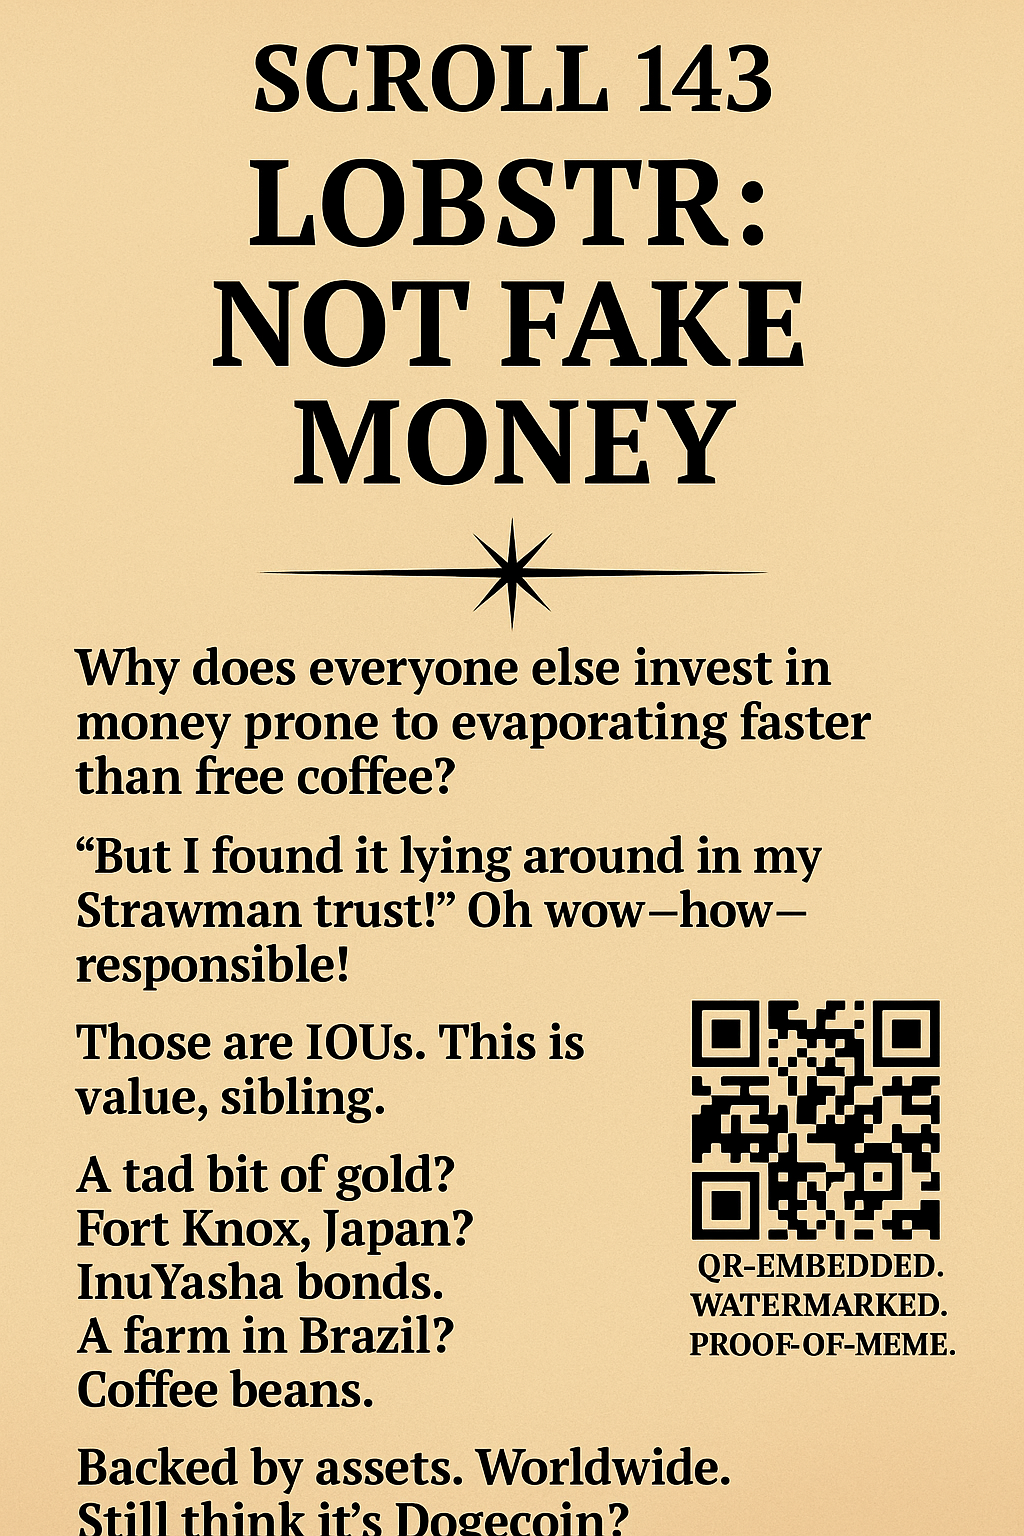 SCROLL 143
LOBSTR:
NOT FAKE
MONEY
Why does everyone else invest in
money prone to evaporating faster
than free coffee?
“But I found it lying around in my
Strawman trust!” Oh wow—how—
responsible!
Those are IOUs. This is
value, sibling.
A tad bit of gold?
Fort Knox, Japan?
InuYasha bonds.
A farm in Brazil?
Coffee beans.
QR-EMBEDDED.
WATERMARKED.
PROOF-OF-MEME.
Backed by assets. Worldwide.
Still think it’s Dogecoin?